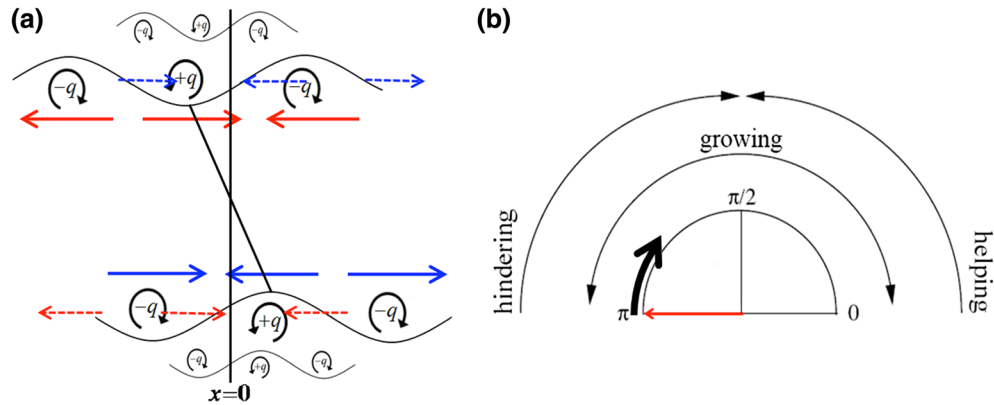 (a)
-q +q -q
-q +q -q
-q +q -q
-q +q -q
x=0
(b)
growing
π/2
hindering
helping
π
0